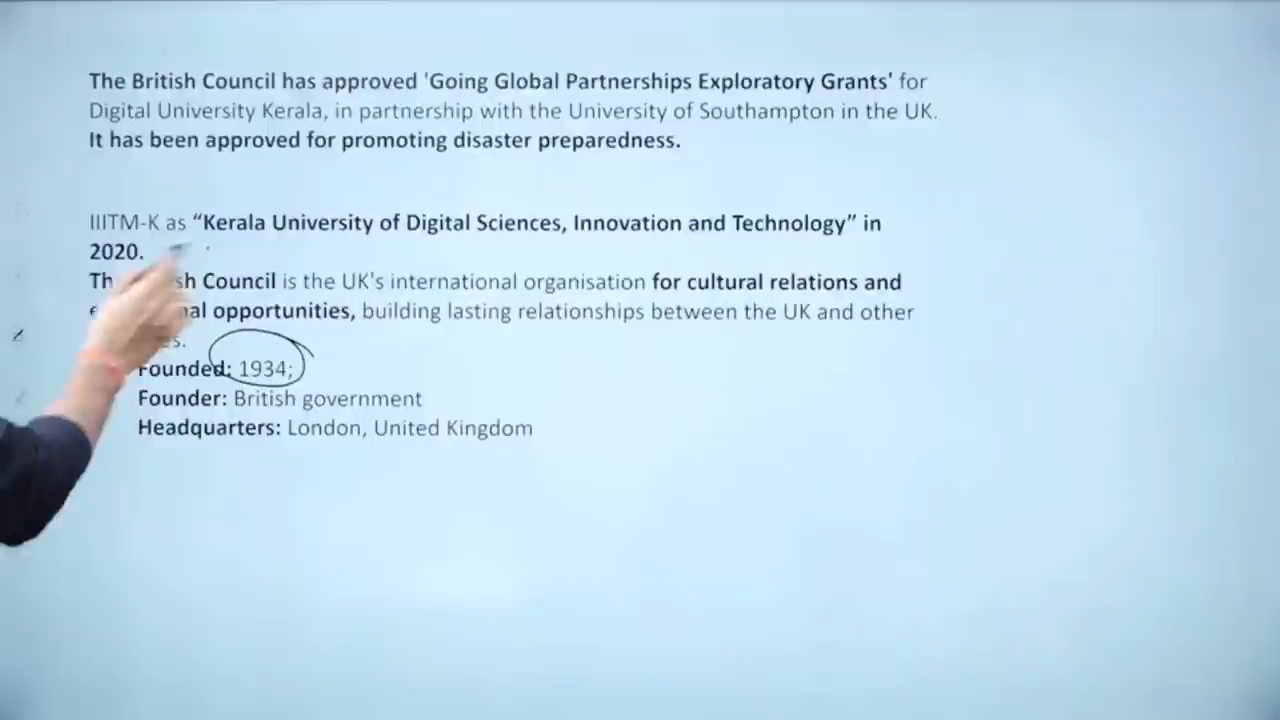 The British Council has approved 'Going Global Partnerships Exploratory Grants' for
Digital University Kerala, in partnership with the University of Southampton in the UK.
It has been approved for promoting disaster preparedness.
IIITM-K as “Kerala University of Digital Sciences, Innovation and Technology” in
2020.
Council is the UK's international organisation for cultural relations and
opportunities, building lasting relationships between the UK and other
Founded: 1934;
Founder: British government
Headquarters: London, United Kingdom